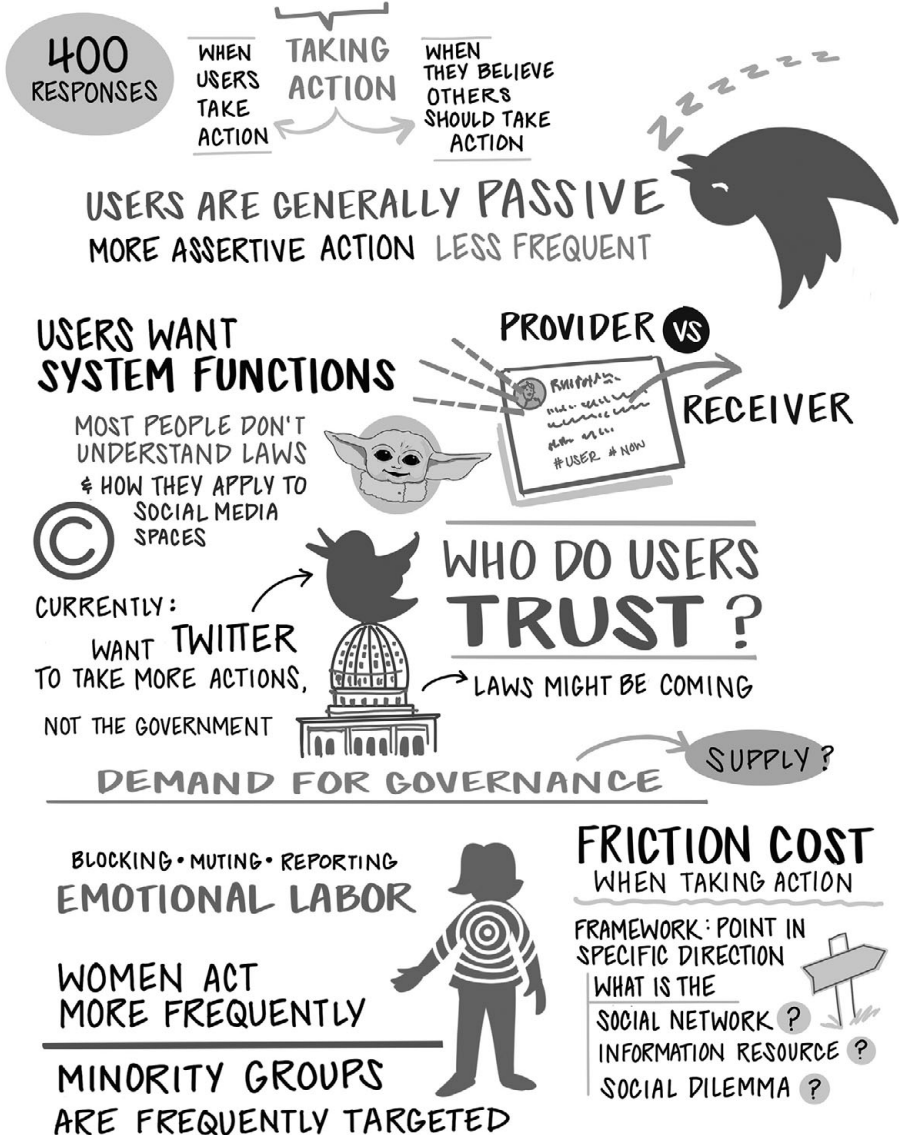 400
RESPONSES
WHEN
USERS
TAKE
ACTION
TAKING
ACTION
WHEN
THEY BELIEVE
OTHERS
SHOULD TAKE
ACTION
ZZZZZZZZ
USERS ARE GENERALLY PASSIVE
MORE ASSERTIVE ACTION LESS FREQUENT
USERS WANT
SYSTEM FUNCTIONS
MOST PEOPLE DON'T
UNDERSTAND LAWS
& HOW THEY APPLY TO
SOCIAL MEDIA
SPACES
©
PROVIDER VS
RECEIVER
#USER #NOW
WHO DO USERS
TRUST?
CURRENTLY:
WANT TWITTER
TO TAKE MORE ACTIONS,
NOT THE GOVERNMENT
LAWS MIGHT BE COMING
DEMAND FOR GOVERNANCE
SUPPLY?
BLOCKING • MUTING • REPORTING
EMOTIONAL LABOR
WOMEN ACT
MORE FREQUENTLY
MINORITY GROUPS
ARE FREQUENTLY TARGETED
FRICTION COST
WHEN TAKING ACTION
FRAMEWORK: POINT IN
SPECIFIC DIRECTION
WHAT IS THE
SOCIAL NETWORK ?
INFORMATION RESOURCE ?
SOCIAL DILEMMA ?